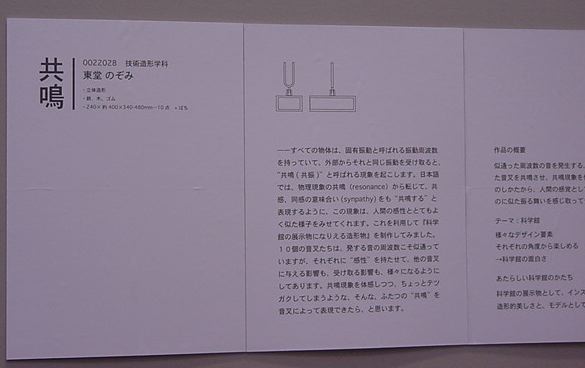 共鳴
0022028 技術造形学科
東堂 のぞみ
・立体造形
・鋼、木、ゴム
・240×約400×340-480mm—10点
——すべての物体は、固有振動と呼ばれる振動周波数
を持っていて、外部からそれと同じ振動を受け取ると、
"共鳴(共振)" と呼ばれる現象を起こします。日本語
では、物理現象の共鳴 (resonance) から転じて、共
感、同感の意味合い (synpathy) をも "共鳴する" と
表現するように、この現象は、人間の感性ととてもよ
く似た様子をみせてくれます。これを利用して『科学
館の展示物になりえる造形物』を制作してみました。
10個の音叉たちは、発する音の周波数こそ似通って
いますが、それぞれに "感性" を持たせて、他の音叉
に与える影響も、受け取る影響も、様々になるように
してあります。共鳴現象を体感しつつ、ちょっとテツ
ガクしてしまうような、そんな、ふたつの "共鳴" を
音叉によって表現できたら、と思います。
作品の概要
似通った周波数の音を発生する
た音叉を共鳴させ、共鳴現象を
のしかたから、人間の感覚とし
のに似た振る舞いを感じ取って
テーマ:科学館
様々なデザイン要素
それぞれの角度から楽しめる
→科学館の面白さ
あたらしい科学館のかたち
科学館の展示物として、インス
造形的美しさと、モデルとして